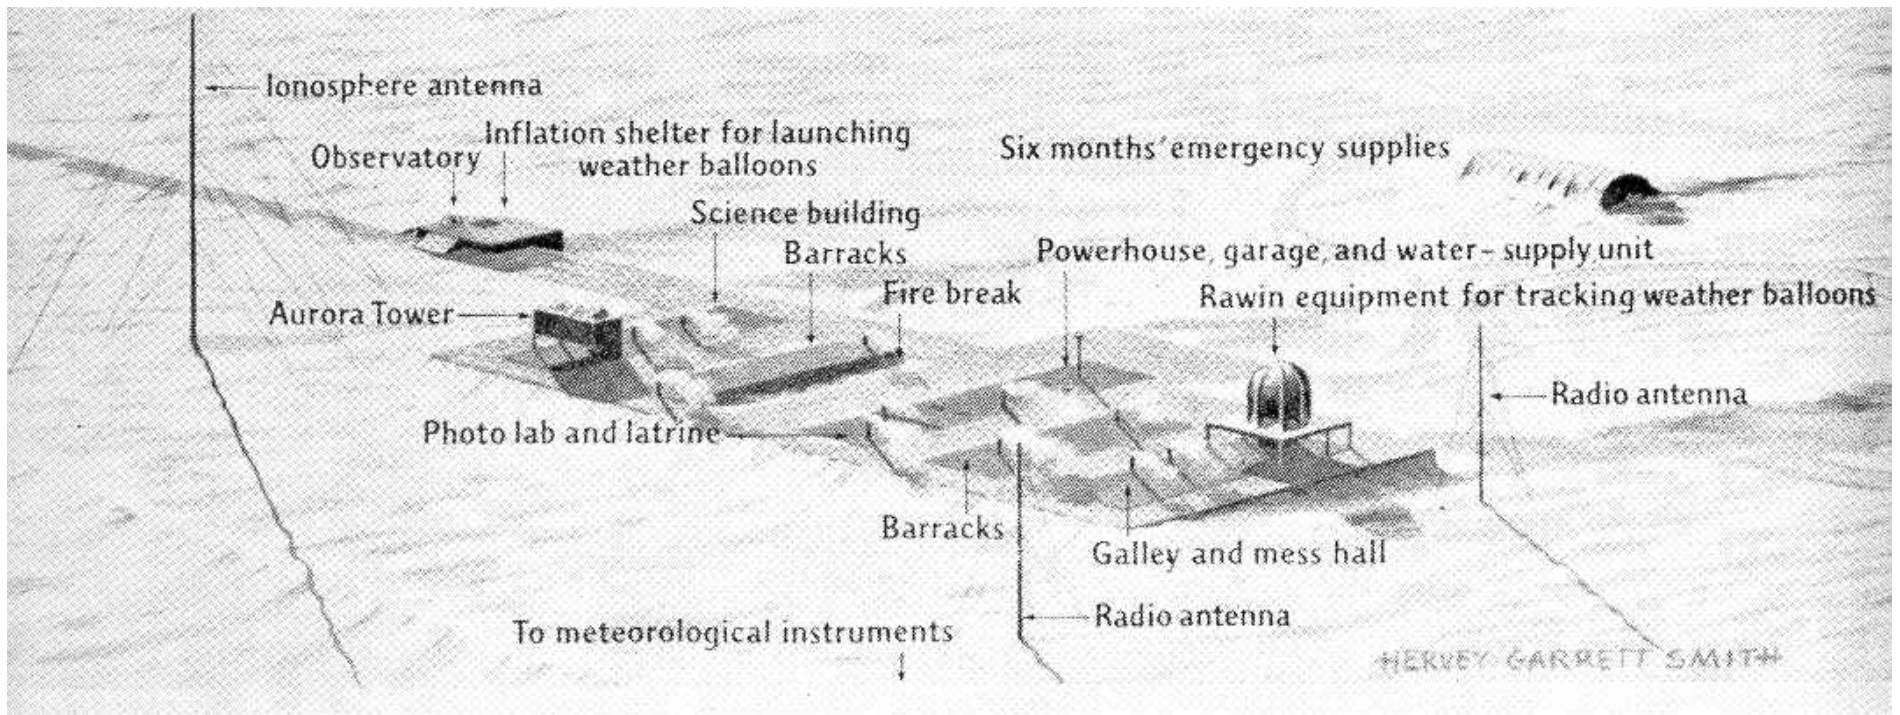 Ionosphere antenna
Inflation shelter for launching
weather balloons
Observatory
Six months' emergency supplies
Science building
Barracks
Powerhouse, garage, and water-supply unit
Fire break
Rawin equipment for tracking weather balloons
Aurora Tower
Radio antenna
Photo lab and latrine
Barracks
Galley and mess hall
Radio antenna
To meteorological instruments
HERVEY GARRETT SMITH